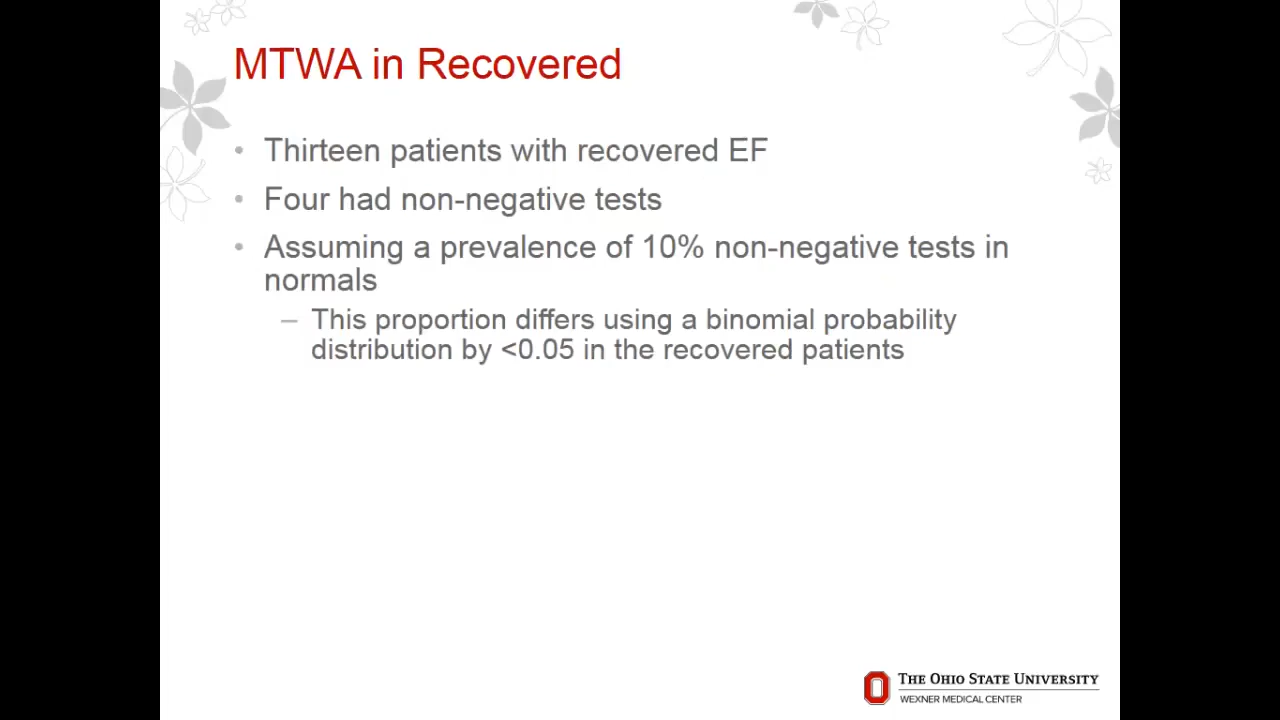 MTWA in Recovered
• Thirteen patients with recovered EF
• Four had non-negative tests
• Assuming a prevalence of 10% non-negative tests in
normals
– This proportion differs using a binomial probability
distribution by <0.05 in the recovered patients
THE OHIO STATE UNIVERSITY
WEXNER MEDICAL CENTER